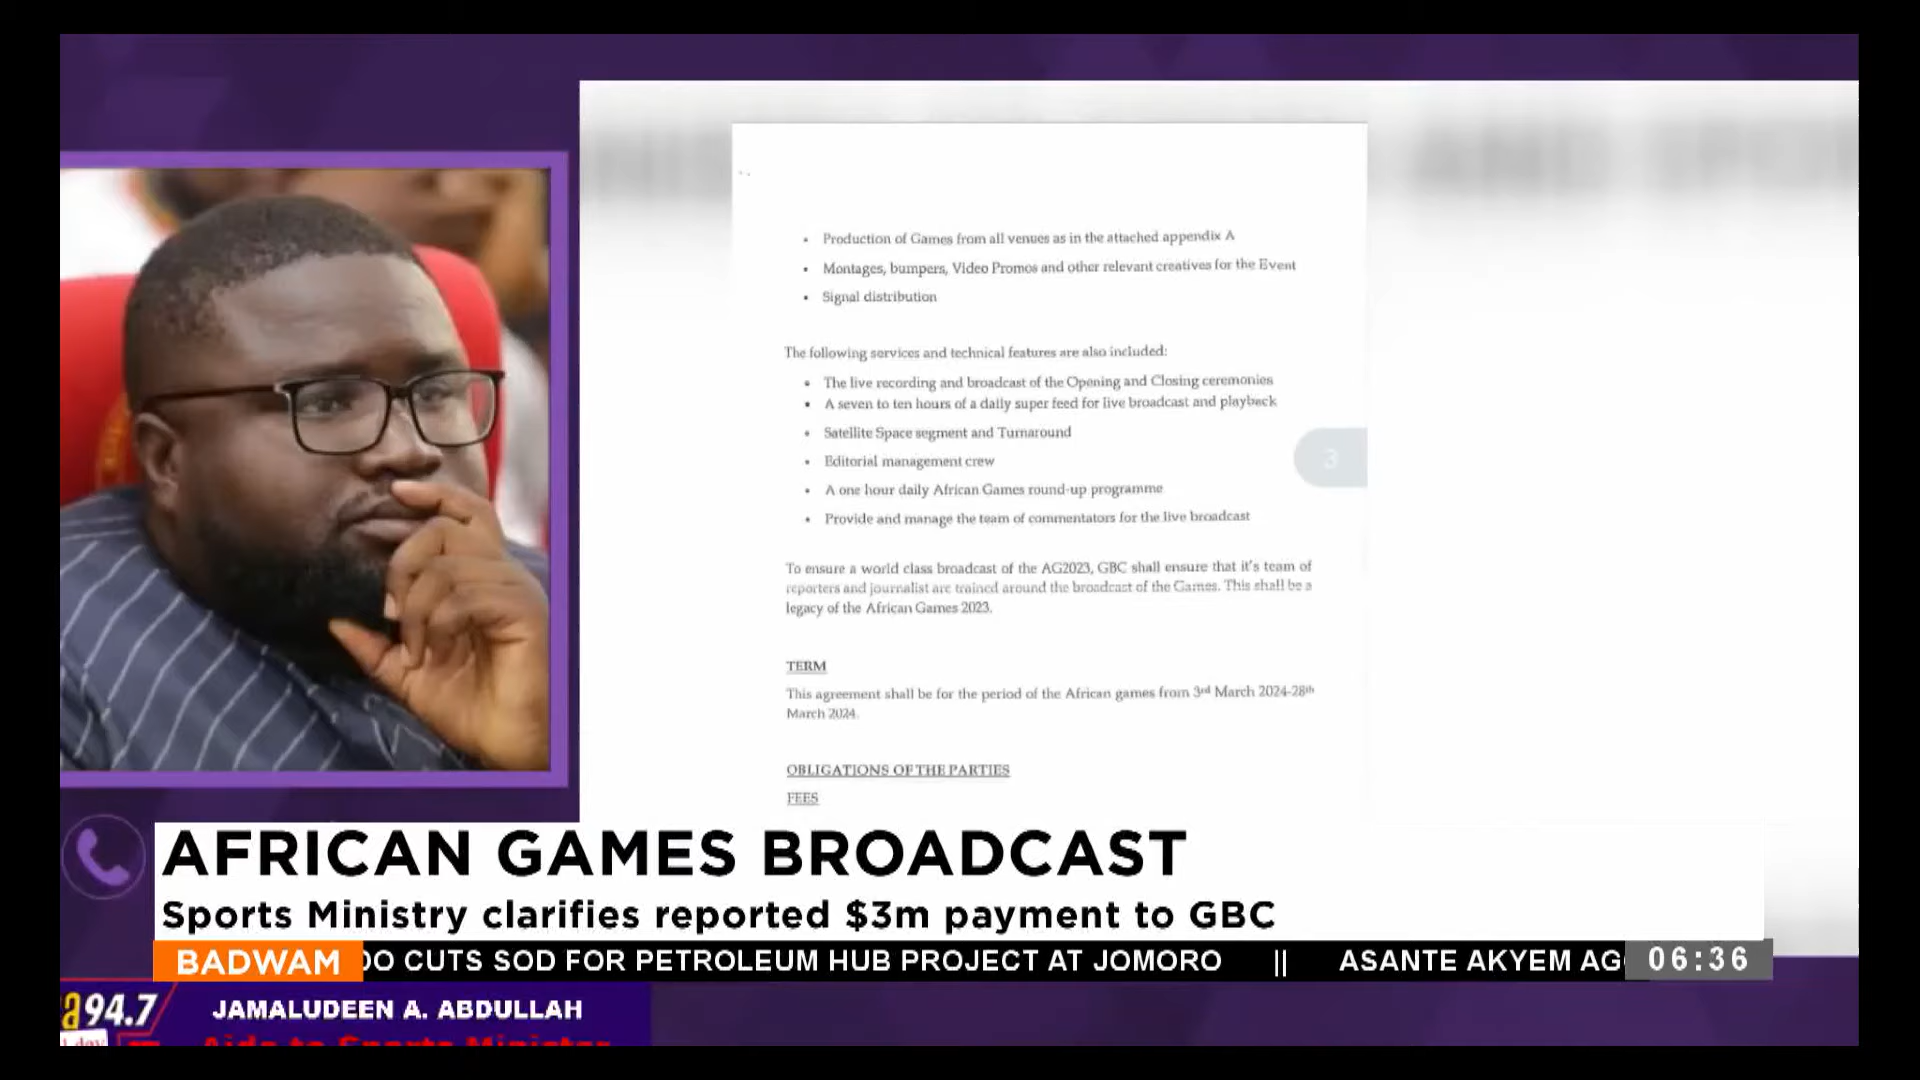 • Production of Games from all venues as in the attached appendix A
• Montages, bumpers, Video Promos and other relevant creatives for the Event
• Signal distribution
The following services and technical features are also included:
• The live recording and broadcast of the Opening and Closing ceremonies
• A seven to ten hours of a daily super feed for live broadcast and playback
• Satellite Space segment and Turnaround
• Editorial management crew
• A one hour daily African Games round-up programme
• Provide and manage the team of commentators for the live broadcast
3
To ensure a world class broadcast of the AG2023, GBC shall ensure that it's team of
reporters and journalist are trained around the broadcast of the Games. This shall be a
legacy of the African Games 2023.
TERM
This agreement shall be for the period of the African games from 3rd March 2024-28th
March 2024.
OBLIGATIONS OF THE PARTIES
FEES
AFRICAN GAMES BROADCAST
Sports Ministry clarifies reported $3m payment to GBC
BADWAM DO CUTS SOD FOR PETROLEUM HUB PROJECT AT JOMORO || ASANTE AKYEM AG 06:36
a94.7 JAMALUDEEN A. ABDULLAH
Aide to Sports Minister